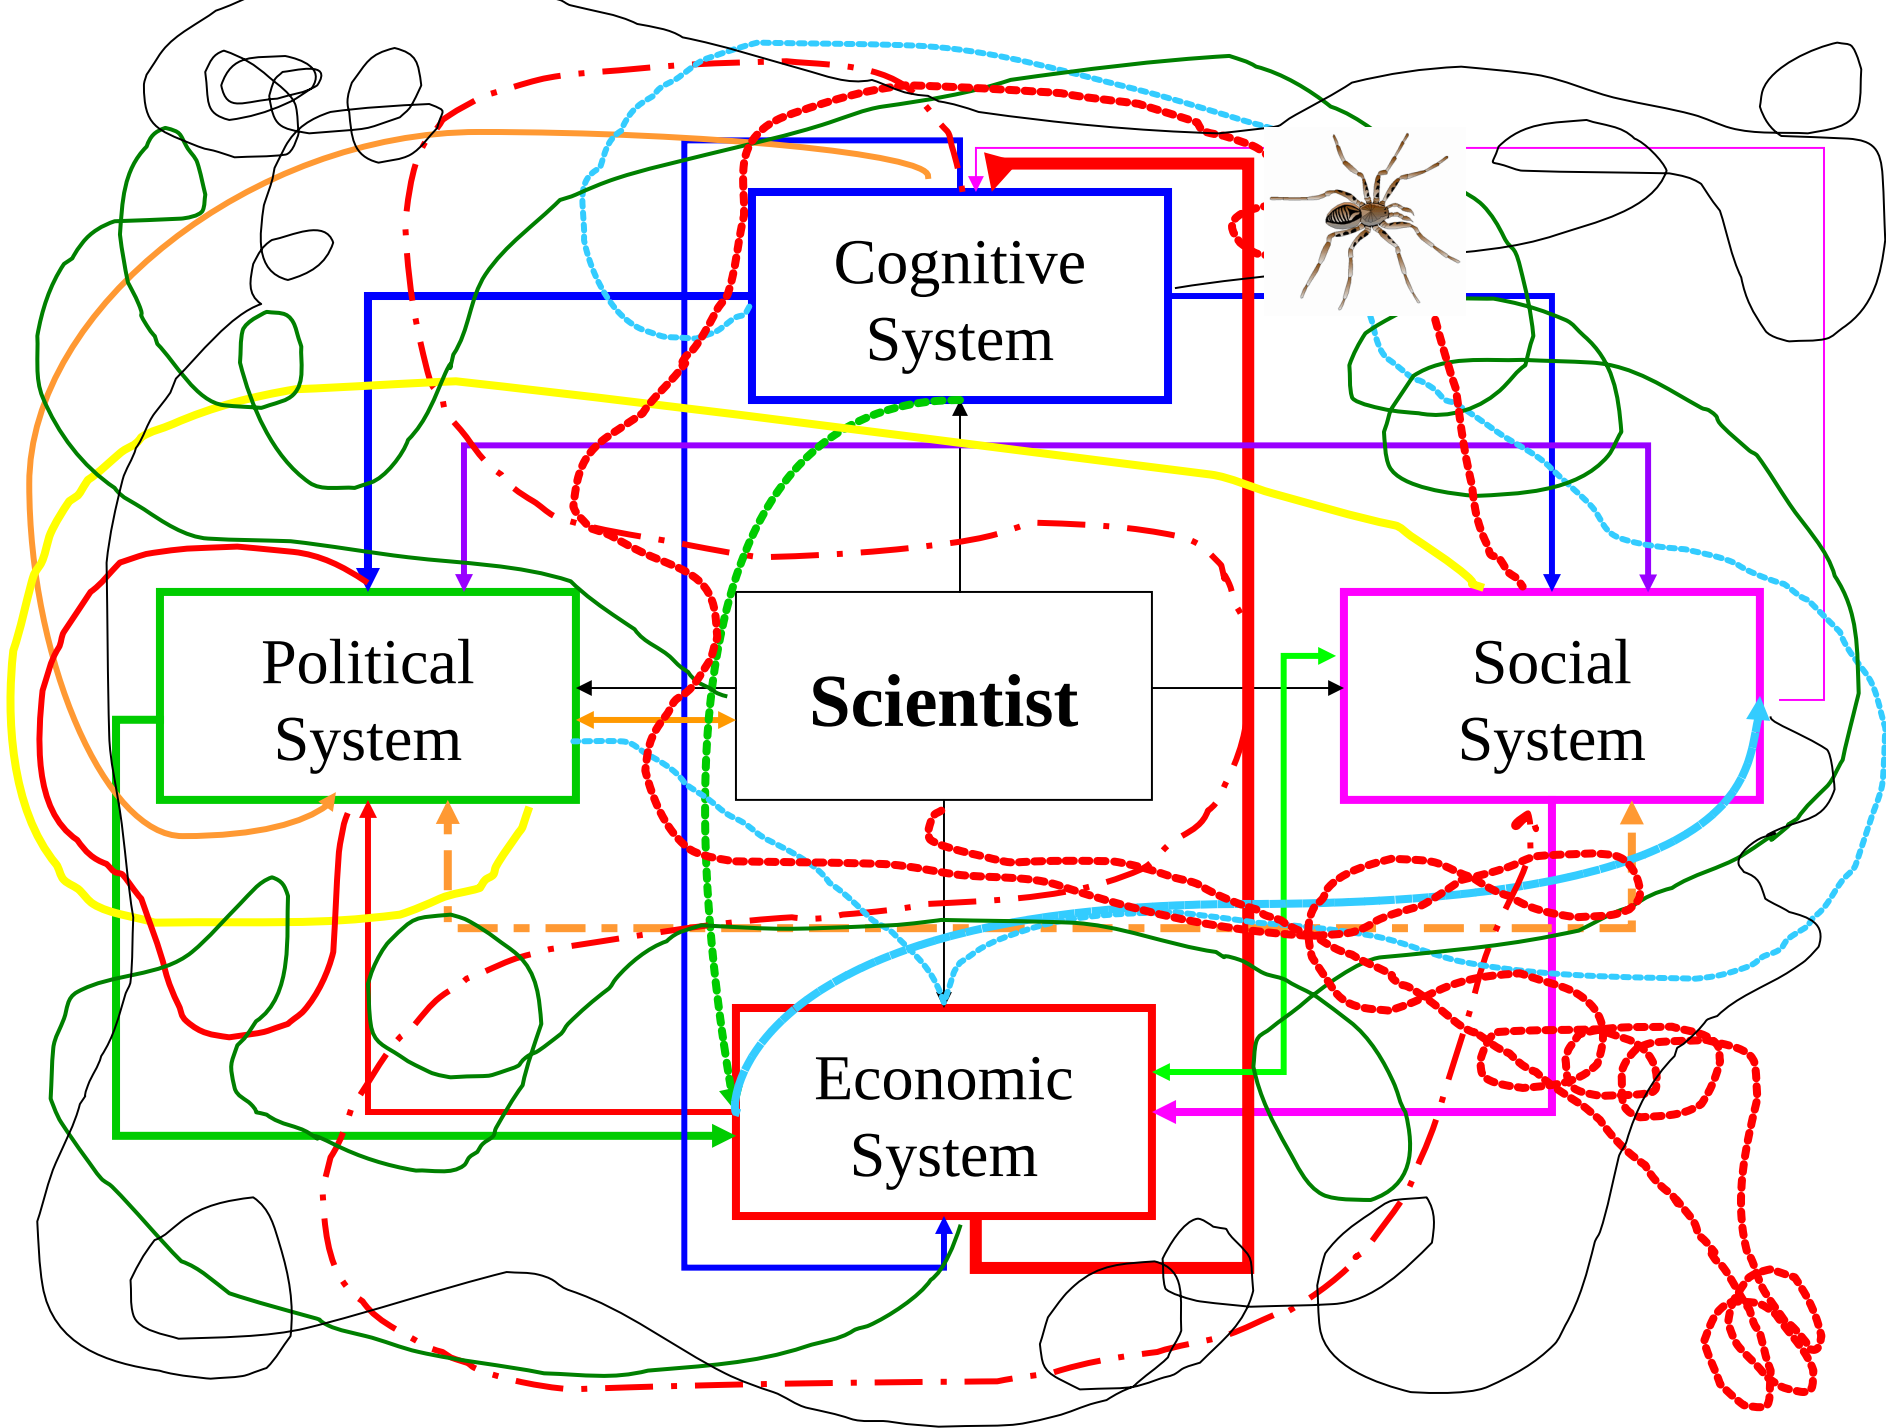 Cognitive
System
Political
System
Scientist
Social
System
Economic
System